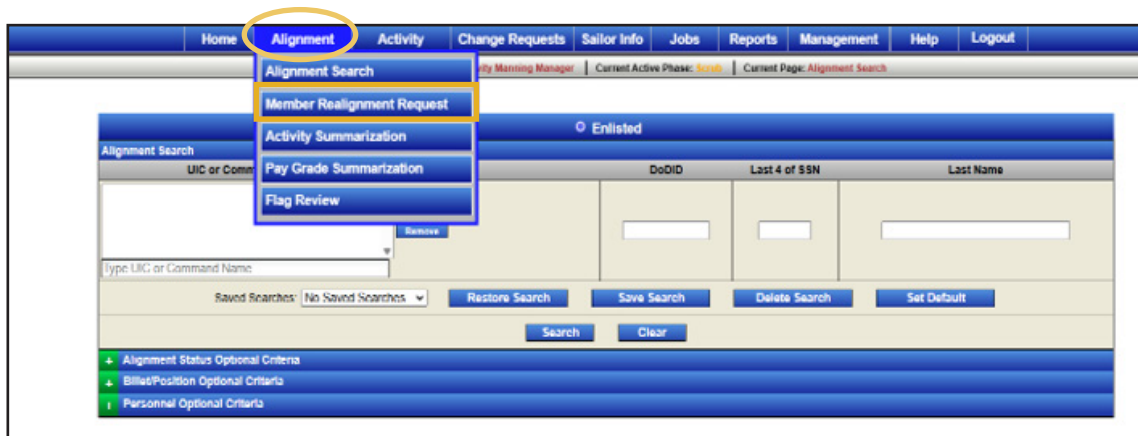 Home Alignment Activity Change Requests Sailor Info Jobs Reports Management Help Logout
Alignment Search
Manning Manager | Current Active Phase: Scrub | Current Page: Alignment Search
Member Realignment Request
Enlisted
Activity Summarization
Alignment Search
Pay Grade Summarization
UIC or DoDID Last 4 of SSN Last Name
Flag Review
Remove
Type UIC or Command Name
Saved Searches: No Saved Searches Restore Search Save Search Delete Search Set Default
Search Clear
+ Alignment Status Optional Criteria
+ Billet/Position Optional Criteria
Personnel Optional Criteria